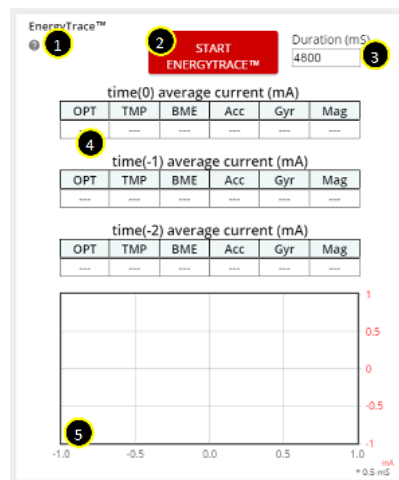 EnergyTrace™
? 1
2
START
ENERGYTRACE™
Duration (mS)
4800
3
time(0) average current (mA)
OPT TMP BME Acc Gyr Mag
--- --- --- --- --- ---
4
time(-1) average current (mA)
OPT TMP BME Acc Gyr Mag
--- --- --- --- --- ---
time(-2) average current (mA)
OPT TMP BME Acc Gyr Mag
--- --- --- --- --- ---
1
0.5
0
-0.5
-1
5
-1.0 -0.5 0.0 0.5 1.0
mA
* 0.5 mS